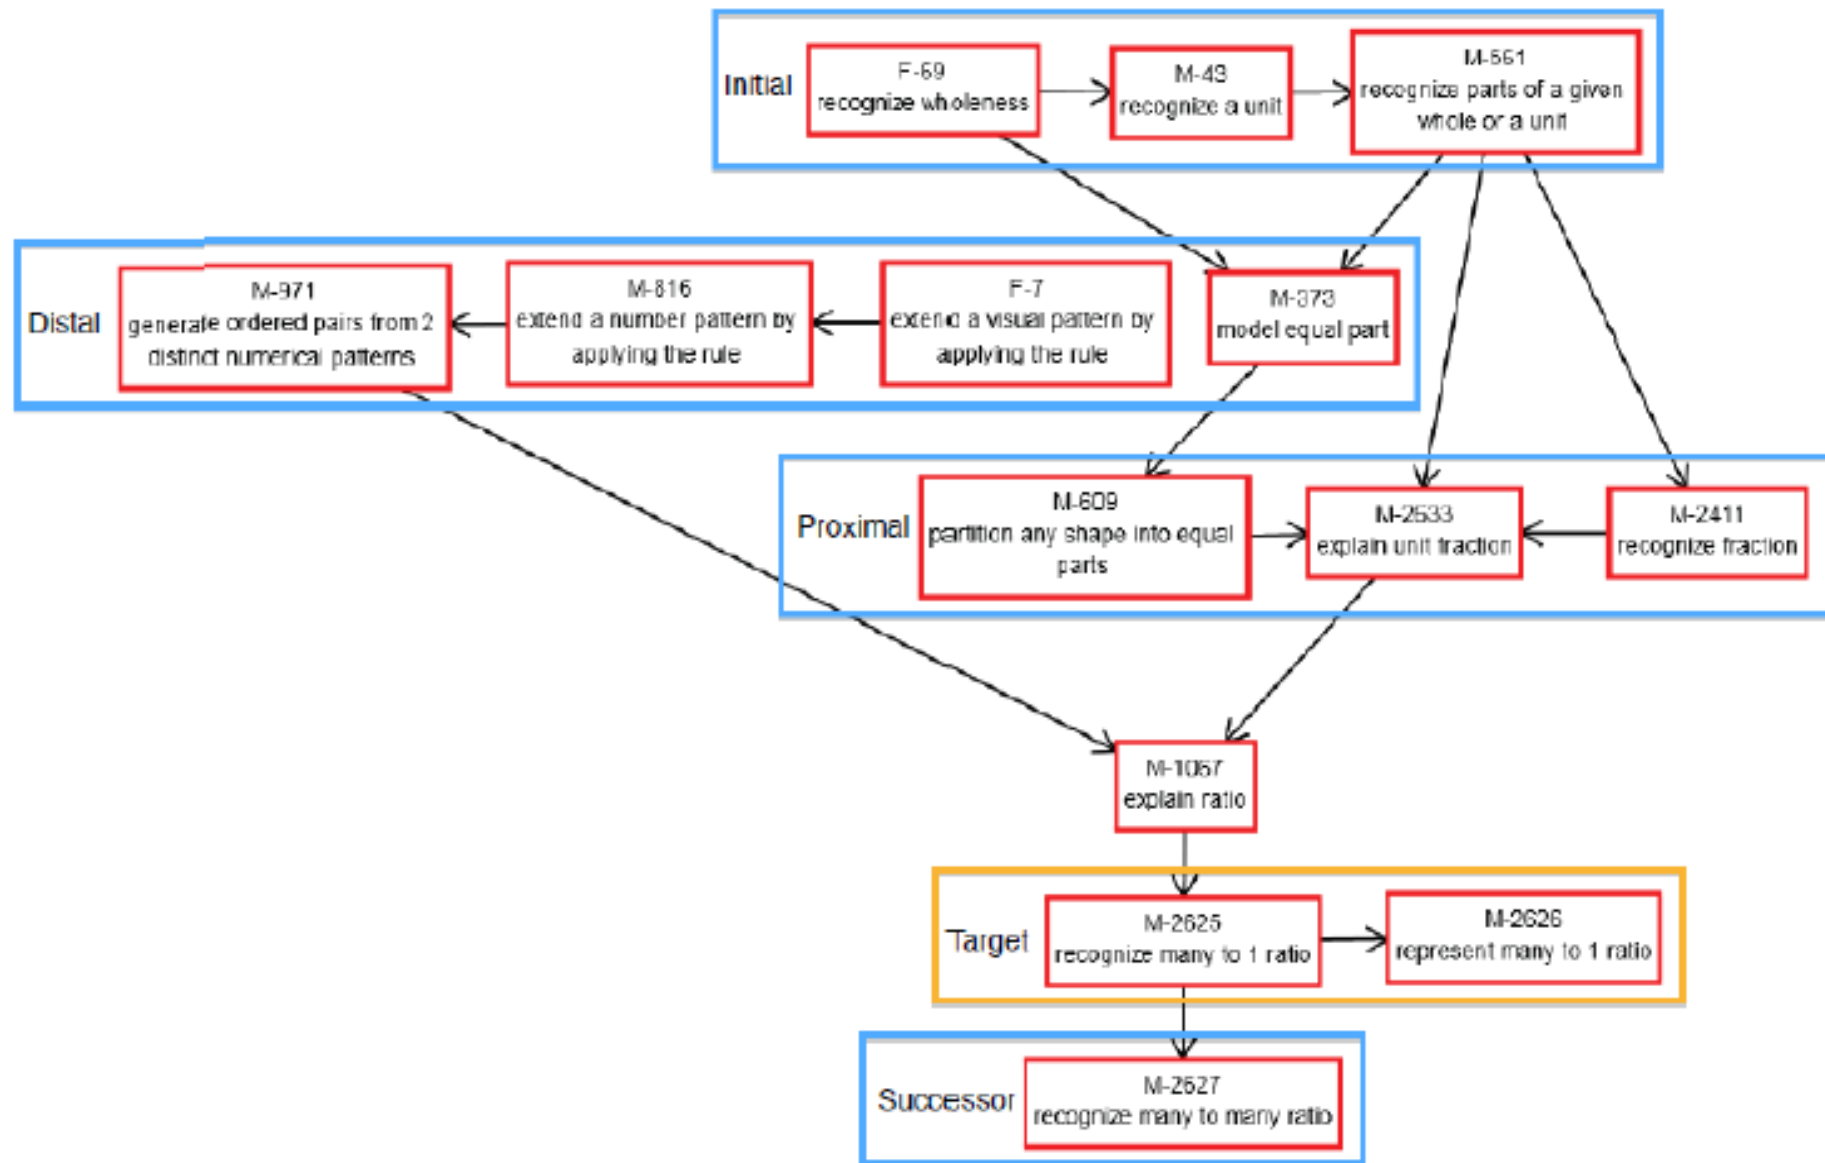 Initial
F-69
recognize wholeness
M-43
recognize a unit
M-561
recognize parts of a given
whole or a unit
Distal
M-971
generate ordered pairs from 2
distinct numerical patterns
M-816
extend a number pattern by
applying the rule
F-7
extend a visual pattern by
applying the rule
M-373
model equal part
Proximal
M-609
partition any shape into equal
parts
M-2533
explain unit fraction
M-2411
recognize fraction
M-1067
explain ratio
Target
M-2625
recognize many to 1 ratio
M-2626
represent many to 1 ratio
Successor
M-2627
recognize many to many ratio